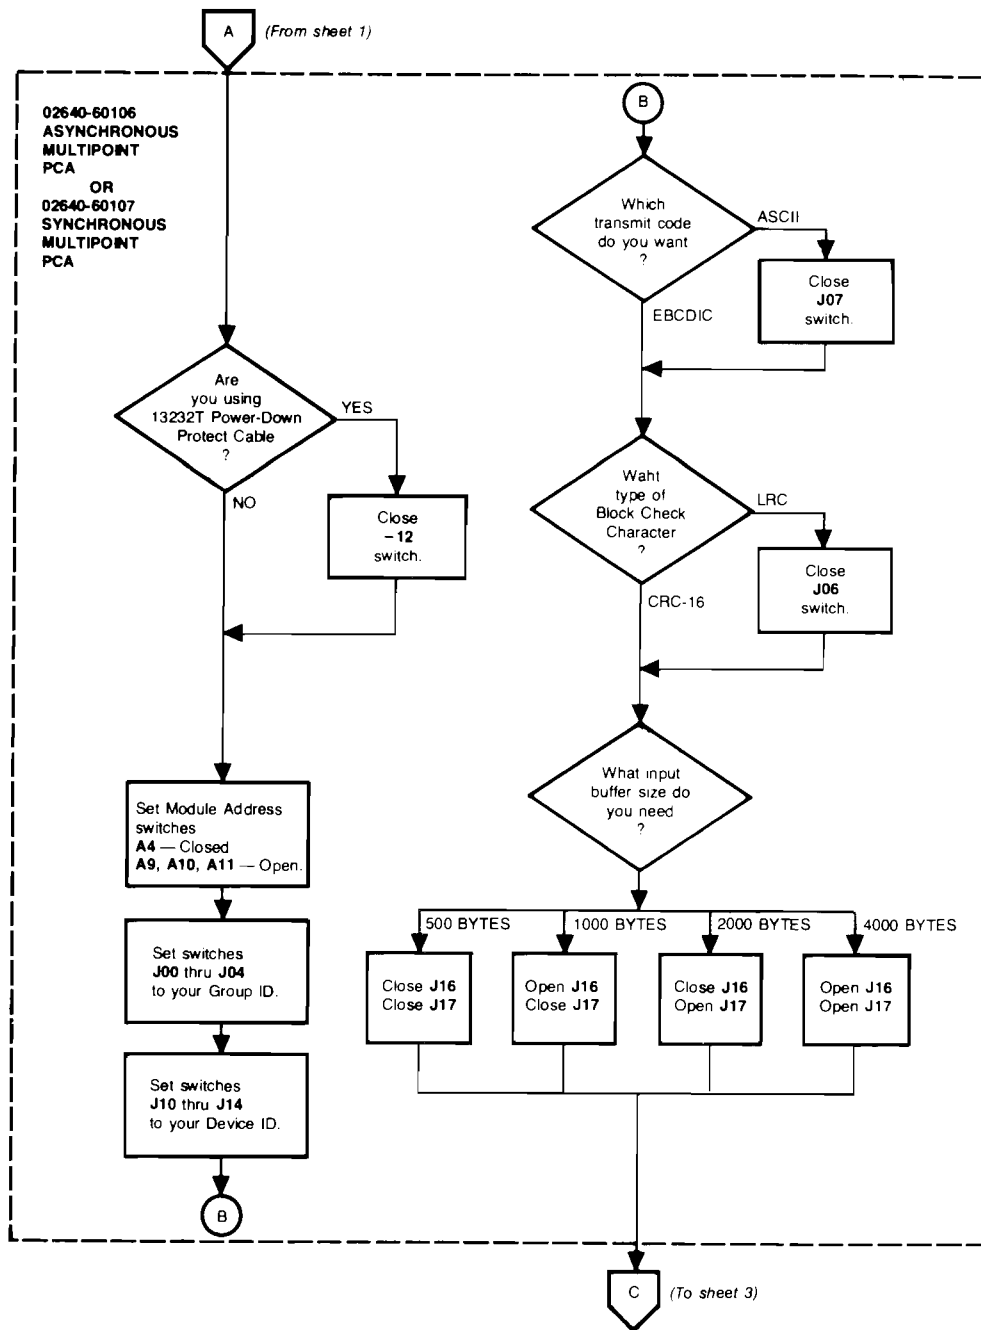 A
(From sheet 1)
02640-60106
ASYNCHRONOUS
MULTIPOINT
PCA
OR
02640-60107
SYNCHRONOUS
MULTIPOINT
PCA
Are
you using
13232T Power-Down
Protect Cable
?
YES
NO
Close
–12
switch.
Set Module Address
switches
A4 — Closed
A9, A10, A11 — Open.
Set switches
J00 thru J04
to your Group ID.
Set switches
J10 thru J14
to your Device ID.
B
B
Which
transmit code
do you want
?
ASCII
EBCDIC
Close
J07
switch.
Waht
type of
Block Check
Character
?
LRC
CRC-16
Close
J06
switch.
What input
buffer size do
you need
?
500 BYTES
1000 BYTES
2000 BYTES
4000 BYTES
Close J16
Close J17
Open J16
Close J17
Close J16
Open J17
Open J16
Open J17
C
(To sheet 3)